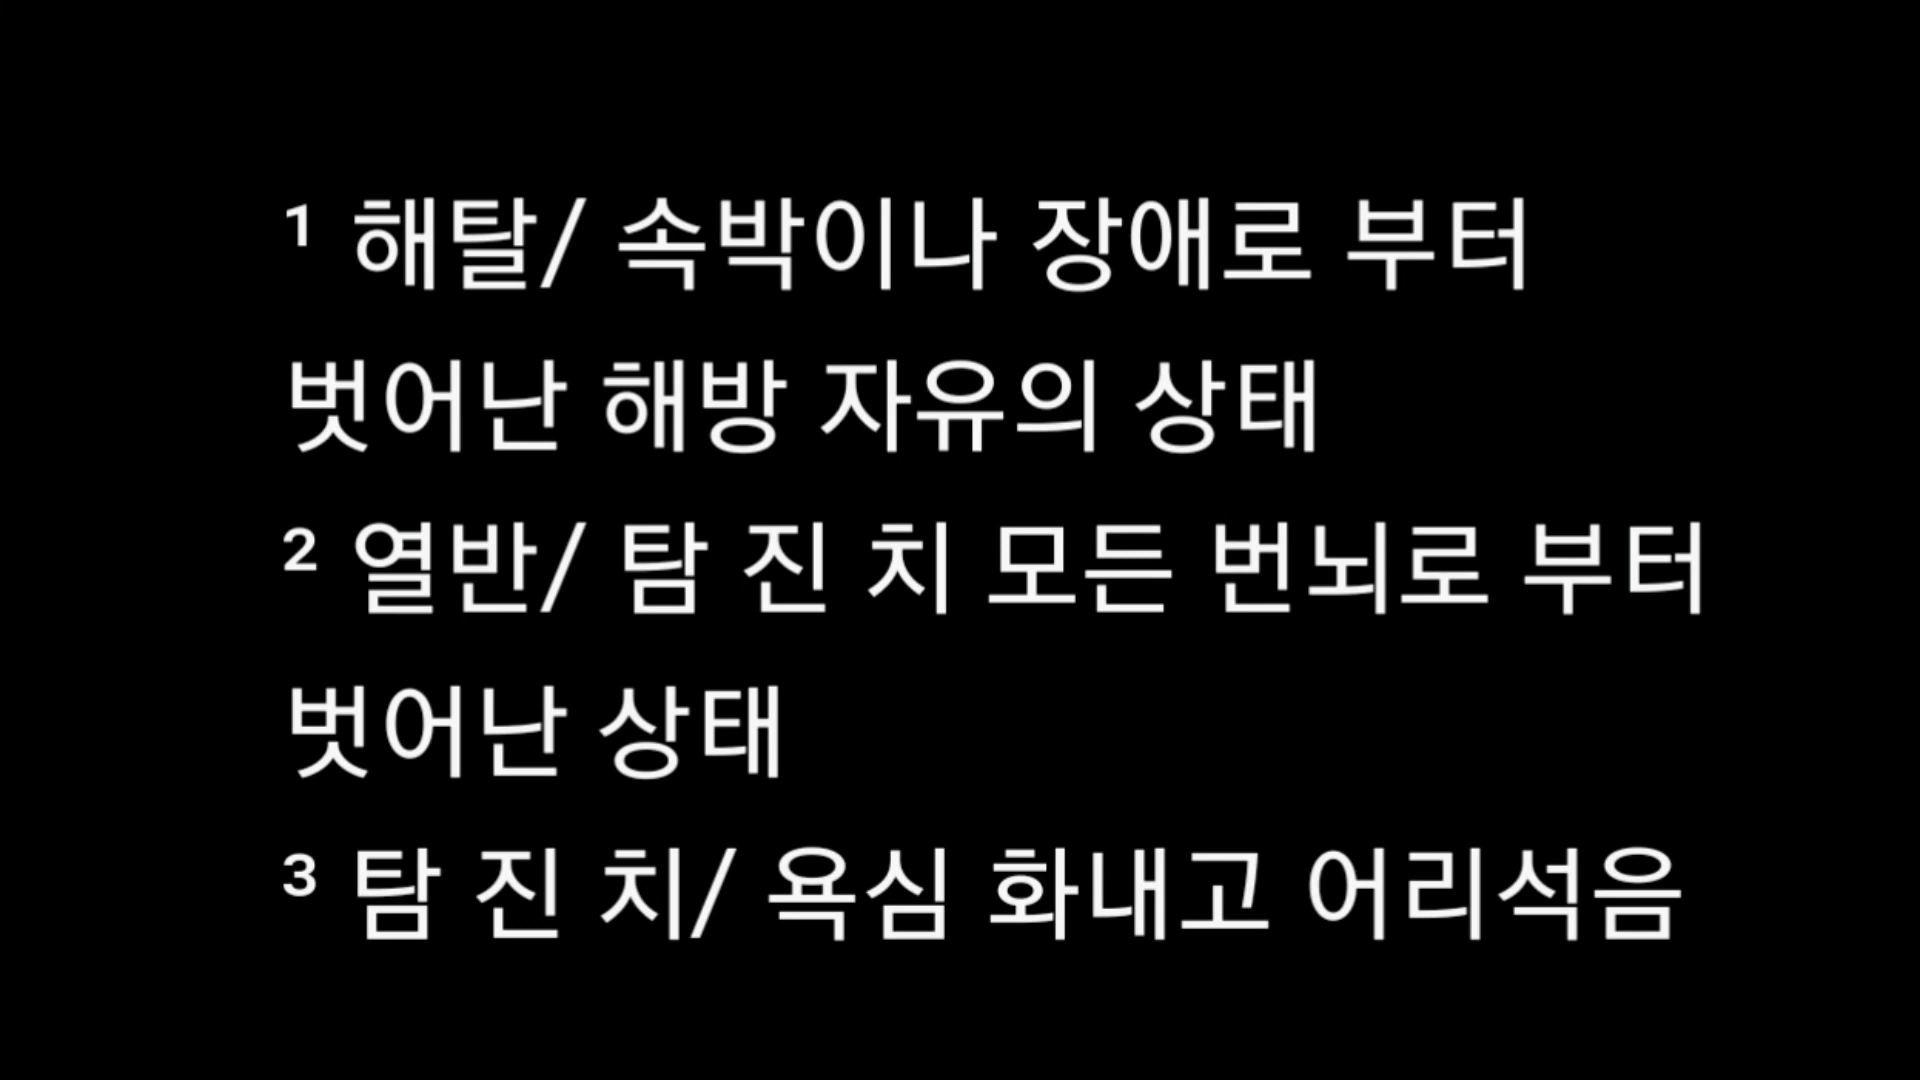 ¹ 해탈/ 속박이나 장애로 부터
벗어난 해방 자유의 상태
² 열반/ 탐 진 치 모든 번뇌로 부터
벗어난 상태
³ 탐 진 치/ 욕심 화내고 어리석음